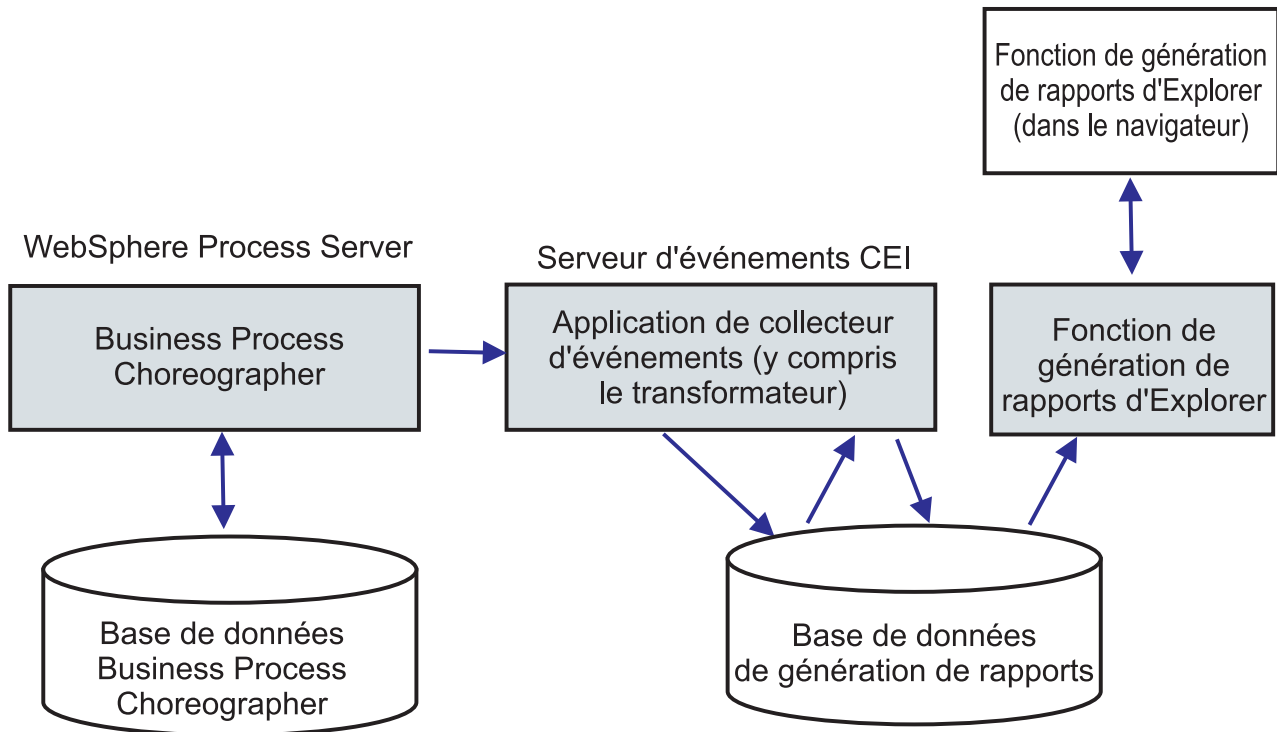 Fonction de génération
de rapports d'Explorer
(dans le navigateur)
WebSphere Process Server
Serveur d'événements CEI
Business Process
Choreographer
Application de collecteur
d'événements (y compris
le transformateur)
Fonction de
génération de
rapports d'Explorer
Base de données
Business Process
Choreographer
Base de données
de génération de rapports